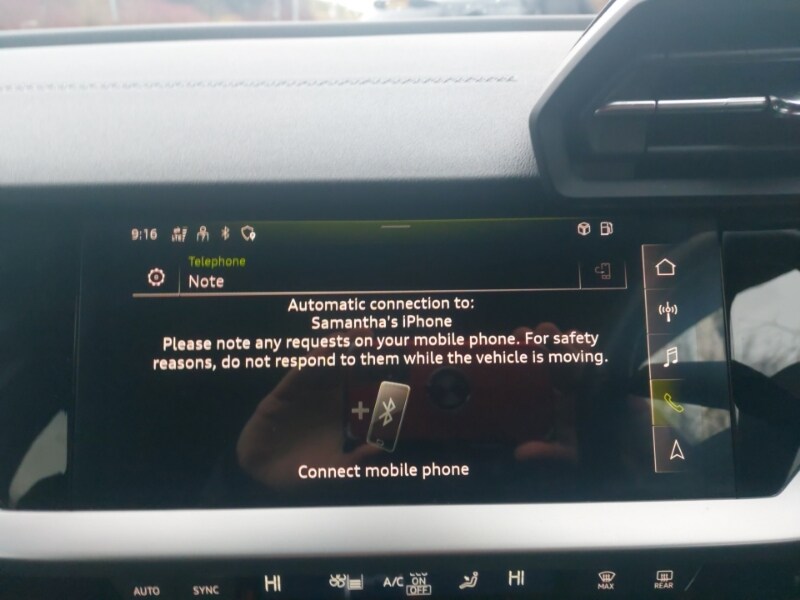 9:16 LTE
Telephone
Note
Automatic connection to:
Samantha's iPhone
Please note any requests on your mobile phone. For safety
reasons, do not respond to them while the vehicle is moving.
Connect mobile phone
AUTO SYNC HI A/C ECO ON OFF HI MAX REAR